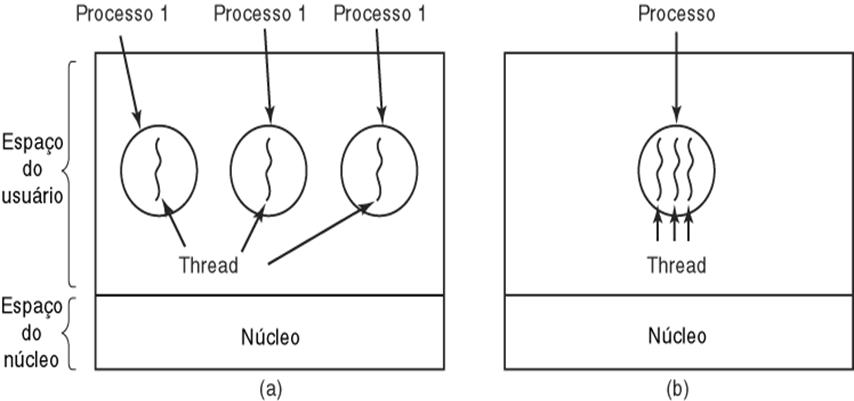 Processo 1
Processo 1
Processo 1
Processo
Espaço
do
usuário
Thread
Thread
Espaço
do
núcleo
Núcleo
Núcleo
(a)
(b)